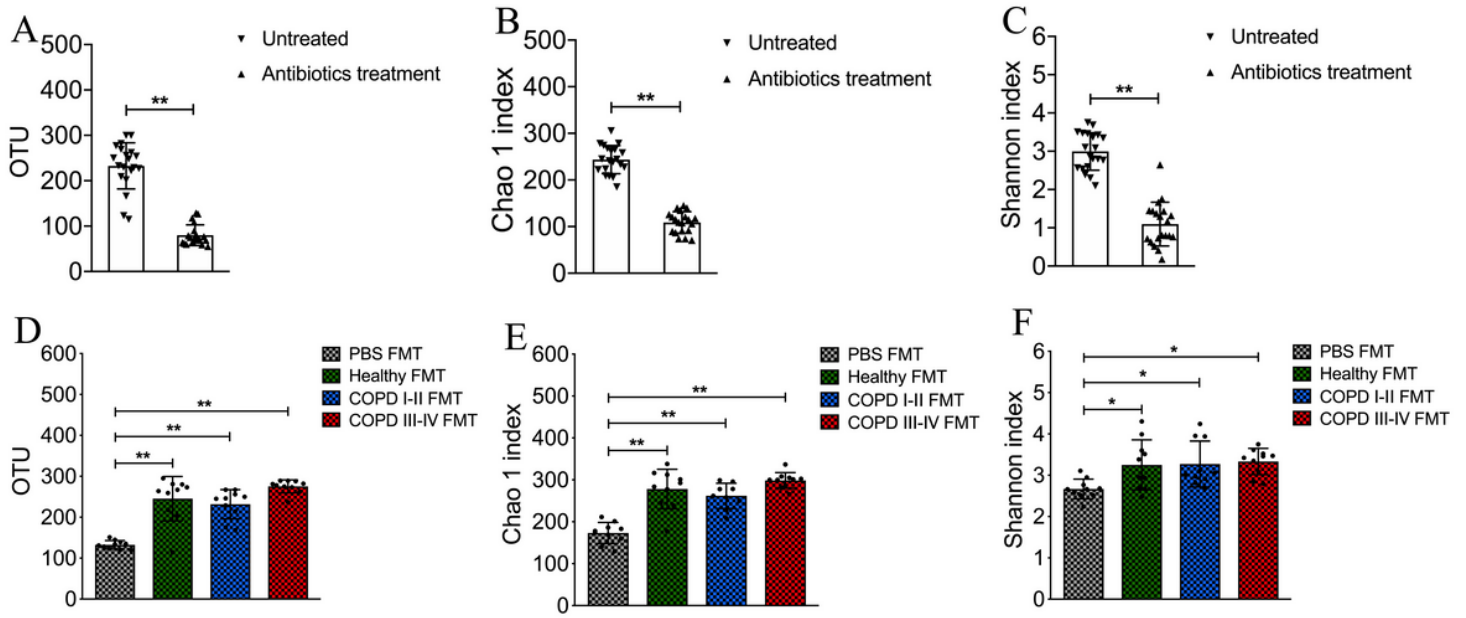 A
OTU
500
400
300
200
100
0
**
Untreated
Antibiotics treatment
B
Chao 1 index
500
400
300
200
100
0
**
Untreated
Antibiotics treatment
C
Shannon index
6
5
4
3
2
1
0
**
Untreated
Antibiotics treatment
D
OTU
600
500
400
300
200
100
0
**
**
**
PBS FMT
Healthy FMT
COPD I-II FMT
COPD III-IV FMT
E
Chao 1 index
600
500
400
300
200
100
0
**
**
**
PBS FMT
Healthy FMT
COPD I-II FMT
COPD III-IV FMT
F
Shannon index
6
5
4
3
2
1
0
*
*
*
PBS FMT
Healthy FMT
COPD I-II FMT
COPD III-IV FMT